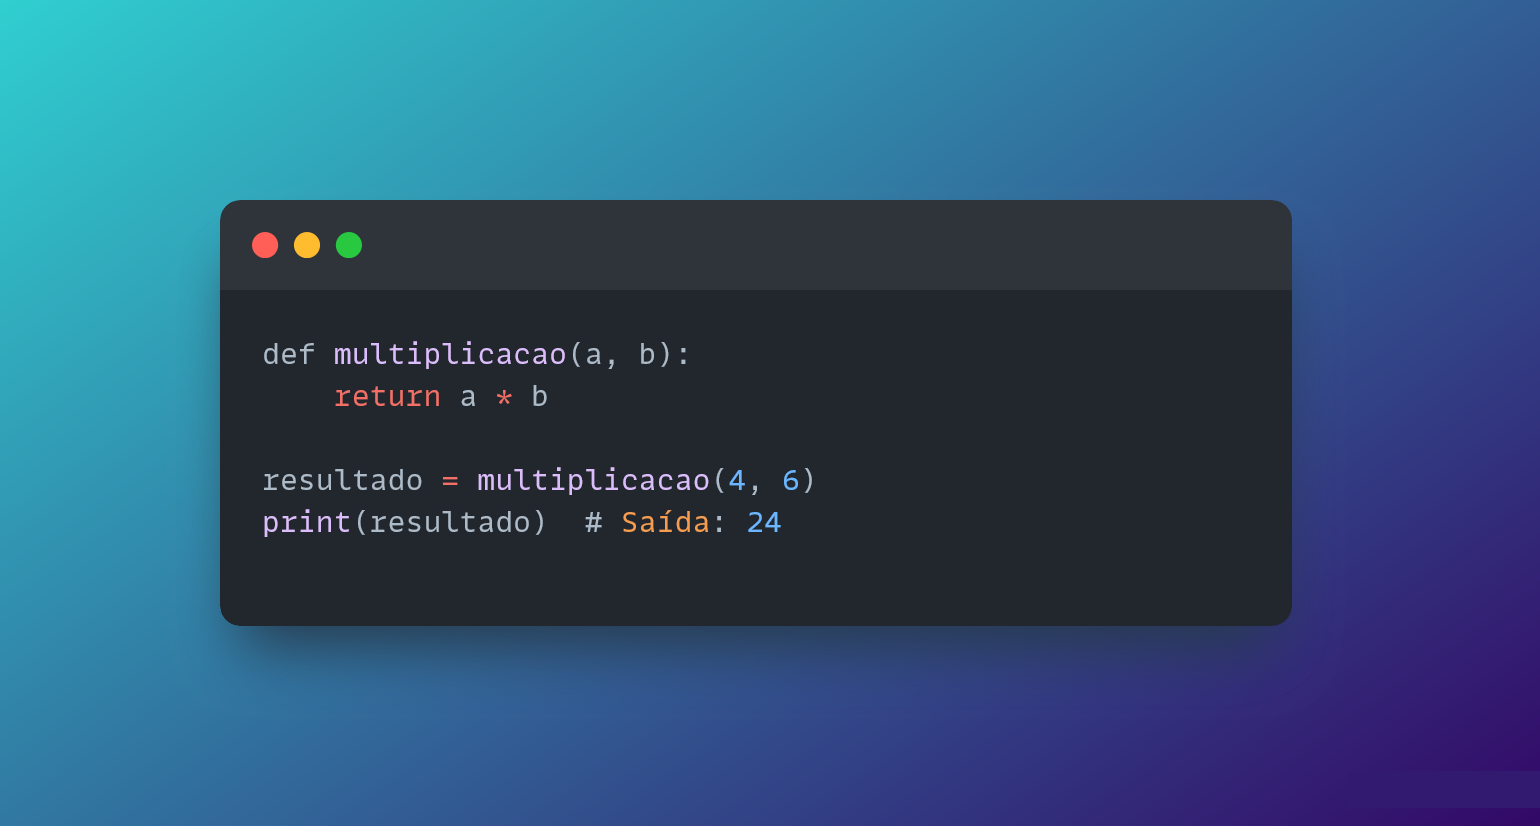 def multiplicacao(a, b):
    return a * b

resultado = multiplicacao(4, 6)
print(resultado)  # Saída: 24